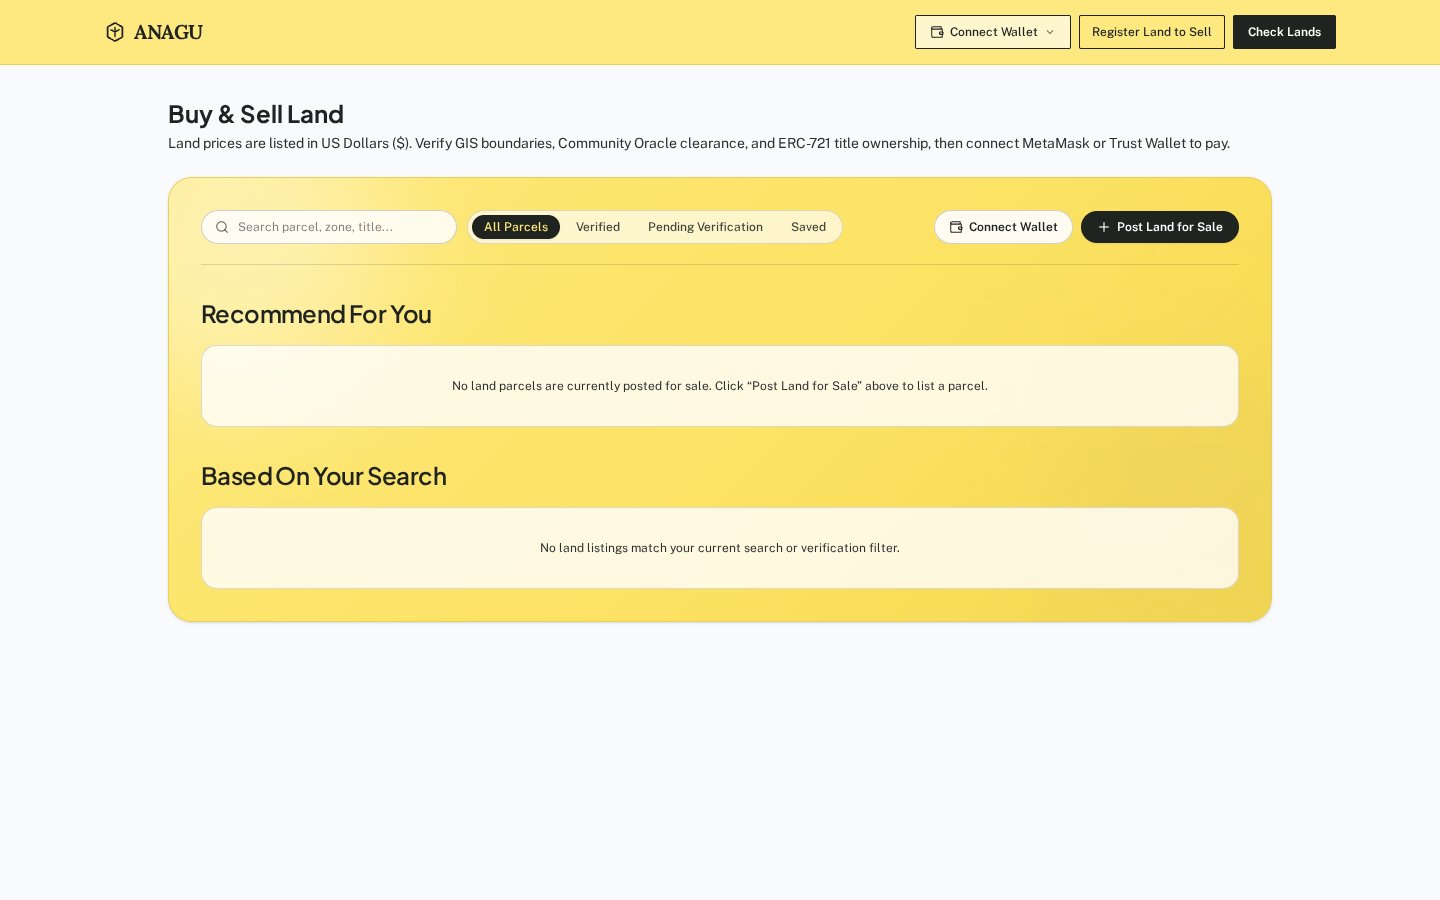 ANAGU
Connect Wallet
Register Land to Sell
Check Lands
Buy & Sell Land
Land prices are listed in US Dollars ($). Verify GIS boundaries, Community Oracle clearance, and ERC-721 title ownership, then connect MetaMask or Trust Wallet to pay.
Search parcel, zone, title...
All Parcels
Verified
Pending Verification
Saved
Connect Wallet
Post Land for Sale
Recommend For You
No land parcels are currently posted for sale. Click “Post Land for Sale” above to list a parcel.
Based On Your Search
No land listings match your current search or verification filter.